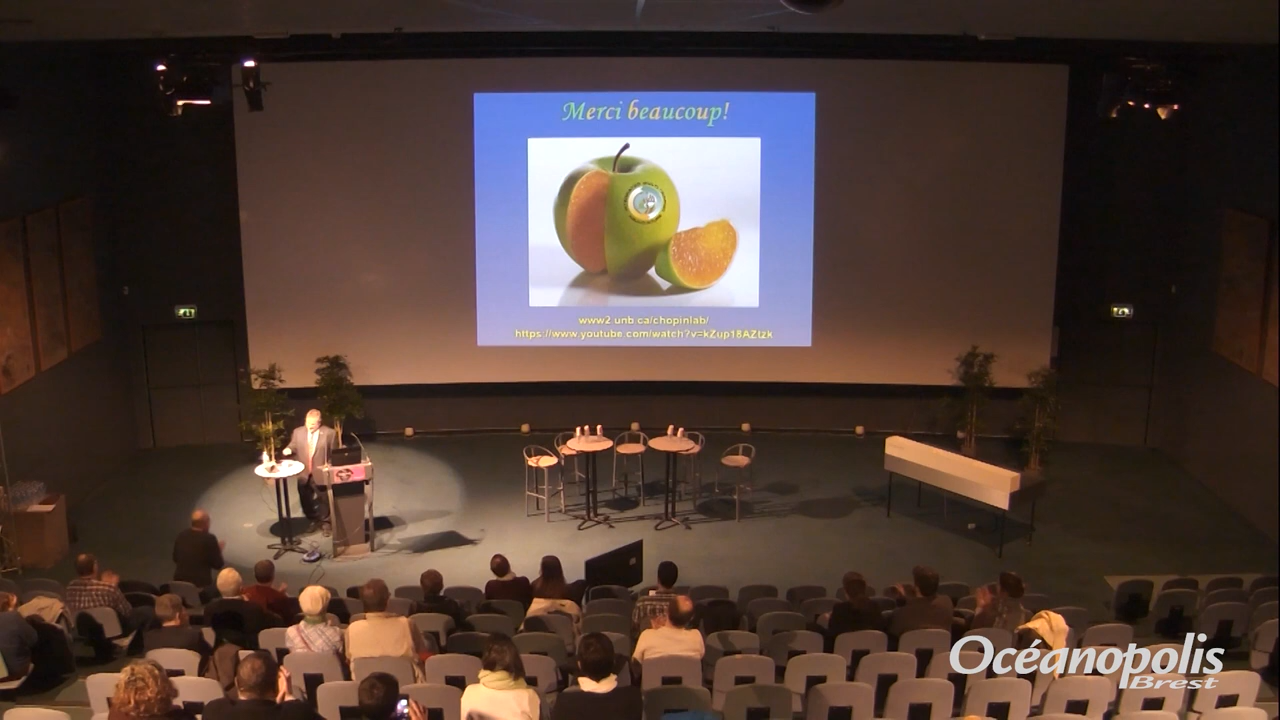 Merci beaucoup!
www2.unb.ca/chopinlab/
https://www.youtube.com/watch?v=kZup18AZtzk
Océanopolis
Brest